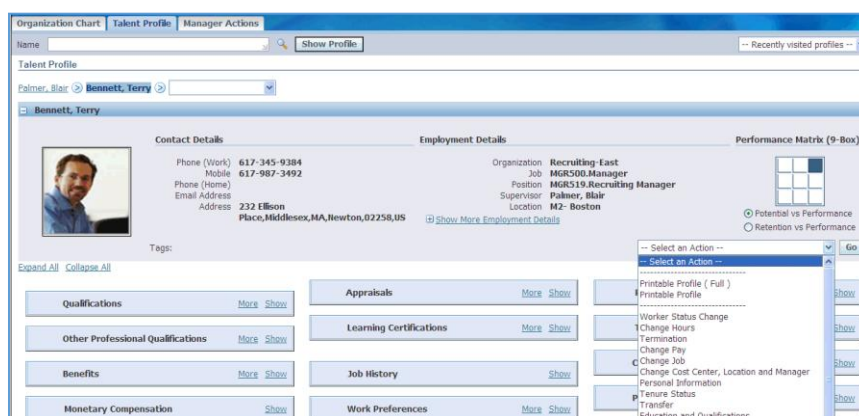 Organization Chart Talent Profile Manager Actions
Name Show Profile -- Recently visited profiles --
Talent Profile
Palmer, Blair Bennett, Terry
Bennett, Terry
Contact Details Employment Details Performance Matrix (9-Box)
Phone (Work) 617-345-9384
Mobile 617-987-3492
Phone (Home)
Email Address
Address 232 Ellison
Place,Middlesex,MA,Newton,02258,US
Organization Recruiting-East
Job MGR500.Manager
Position MGR519.Recruiting Manager
Supervisor Palmer, Blair
Location M2- Boston
Show More Employment Details
Potential vs Performance
Retention vs Performance
Tags:
-- Select an Action -- Go
-- Select an Action --
------------------------------
Printable Profile ( Full )
Printable Profile
------------------------------
Worker Status Change
Change Hours
Termination
Change Pay
Change Job
Change Cost Center, Location and Manager
Personal Information
Tenure Status
Transfer
Education and Qualifications
Expand All Collapse All
Qualifications More Show
Other Professional Qualifications More Show
Benefits More Show
Monetary Compensation Show
Appraisals More Show
Learning Certifications More Show
Job History Show
Work Preferences More Show
Show
Show
Show
Show